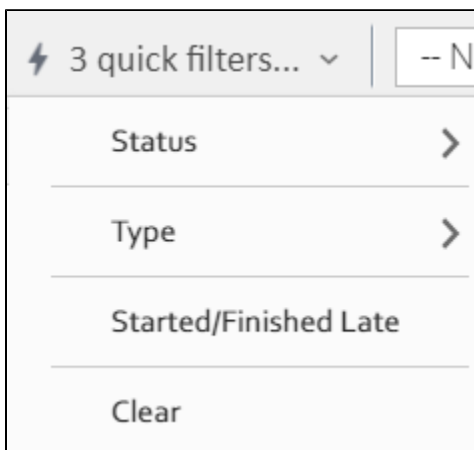 3 quick filters... -- N
Status
Type
Started/Finished Late
Clear